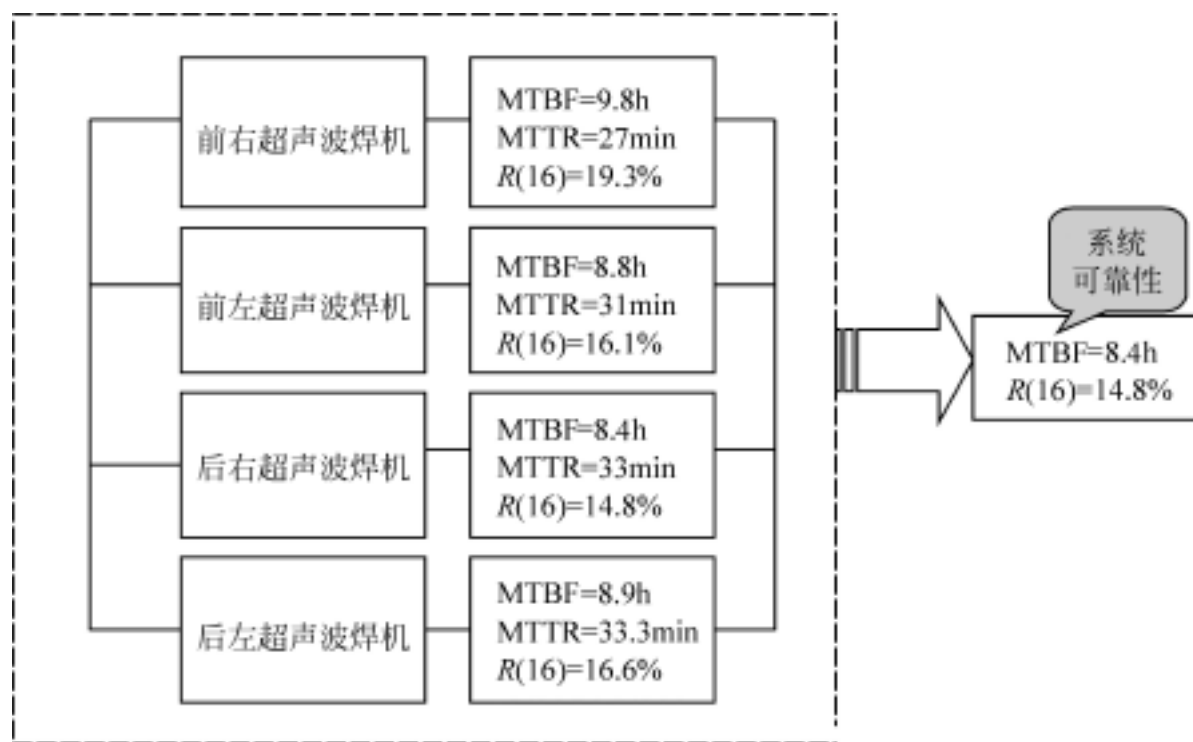 前右超声波焊机
MTBF=9.8h
MTTR=27min
R(16)=19.3%
前左超声波焊机
MTBF=8.8h
MTTR=31min
R(16)=16.1%
后右超声波焊机
MTBF=8.4h
MTTR=33min
R(16)=14.8%
后左超声波焊机
MTBF=8.9h
MTTR=33.3min
R(16)=16.6%
系统
可靠性
MTBF=8.4h
R(16)=14.8%